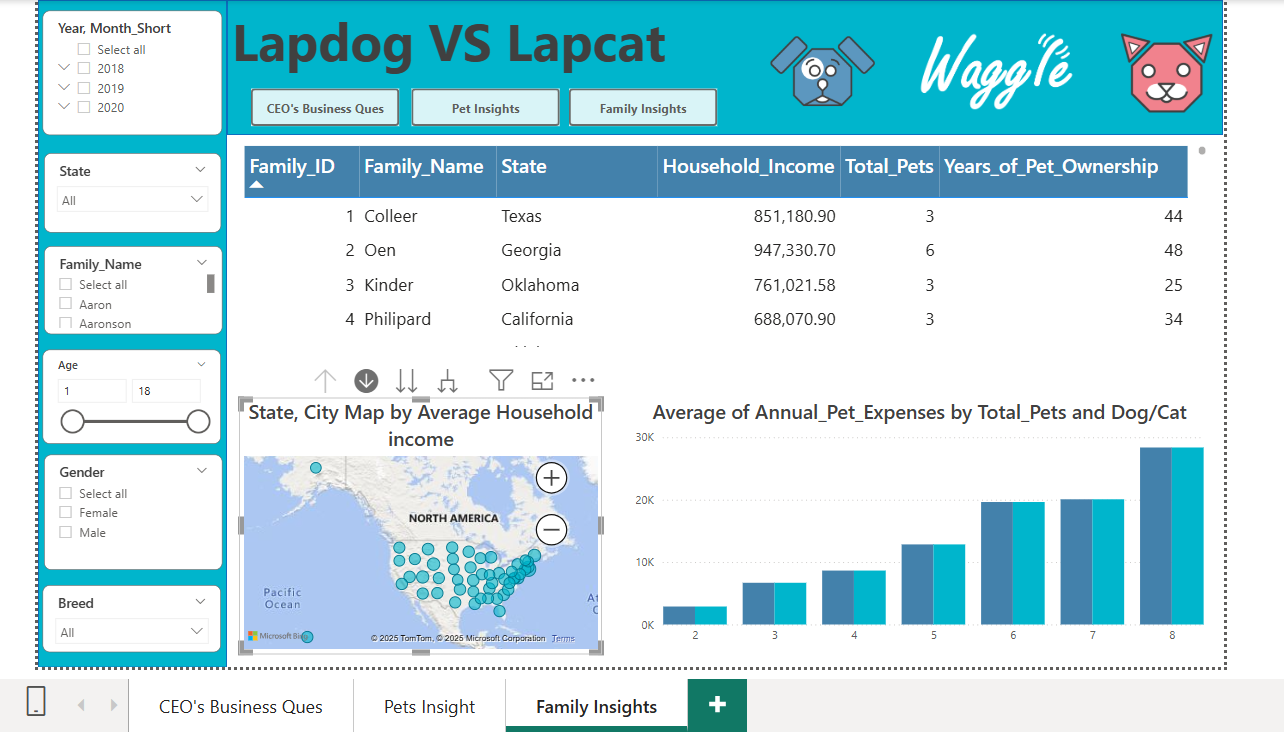 Year, Month_Short
Select all
2018
2019
2020
Lapdog VS Lapcat
CEO's Business Ques
Pet Insights
Family Insights
Waggle
State
All
Family_Name
Select all
Aaron
Aaronson
Age
1
18
Gender
Select all
Female
Male
Breed
All
Family_ID Family_Name State Household_Income Total_Pets Years_of_Pet_Ownership
1 Colleer Texas 851,180.90 3 44
2 Oen Georgia 947,330.70 6 48
3 Kinder Oklahoma 761,021.58 3 25
4 Philipard California 688,070.90 3 34
State, City Map by Average Household
income
NORTH AMERICA
Pacific
Ocean
Microsoft
© 2025 TomTom, © 2025 Microsoft Corporation Terms
Average of Annual_Pet_Expenses by Total_Pets and Dog/Cat
30K
20K
10K
0K
2 3 4 5 6 7 8
CEO's Business Ques
Pets Insight
Family Insights